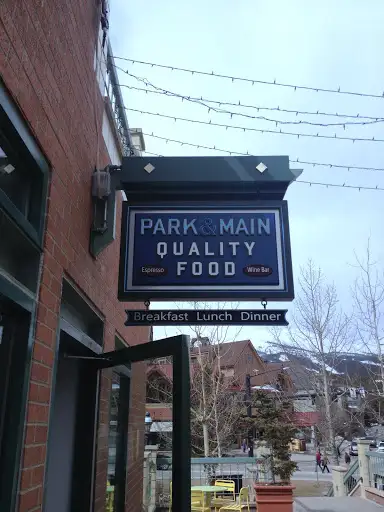 PARK & MAIN
QUALITY
Espresso FOOD Wine Bar
Breakfast Lunch Dinner